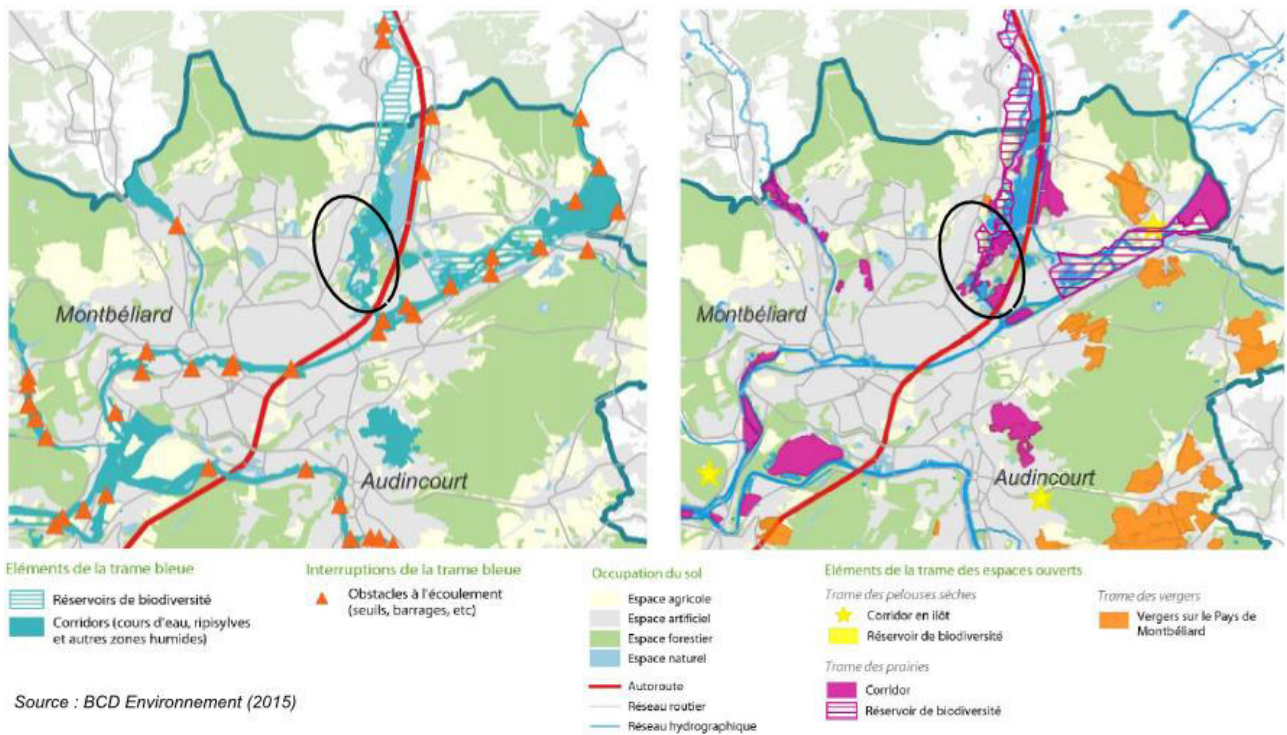 Montbéliard
Audincourt
Montbéliard
Audincourt
Eléments de la trame bleue
Réservoirs de biodiversité
Corridors (cours d'eau, ripisylves
et autres zones humides)
Interruptions de la trame bleue
Obstacles à l'écoulement
(seuils, barrages, etc)
Occupation du sol
Espace agricole
Espace artificiel
Espace forestier
Espace naturel
Autoroute
Réseau routier
Réseau hydrographique
Eléments de la trame des espaces ouverts
Trame des pelouses sèches
Corridor en ilôt
Réservoir de biodiversité
Trame des prairies
Corridor
Réservoir de biodiversité
Trame des vergers
Vergers sur le Pays de
Montbéliard
Source : BCD Environnement (2015)